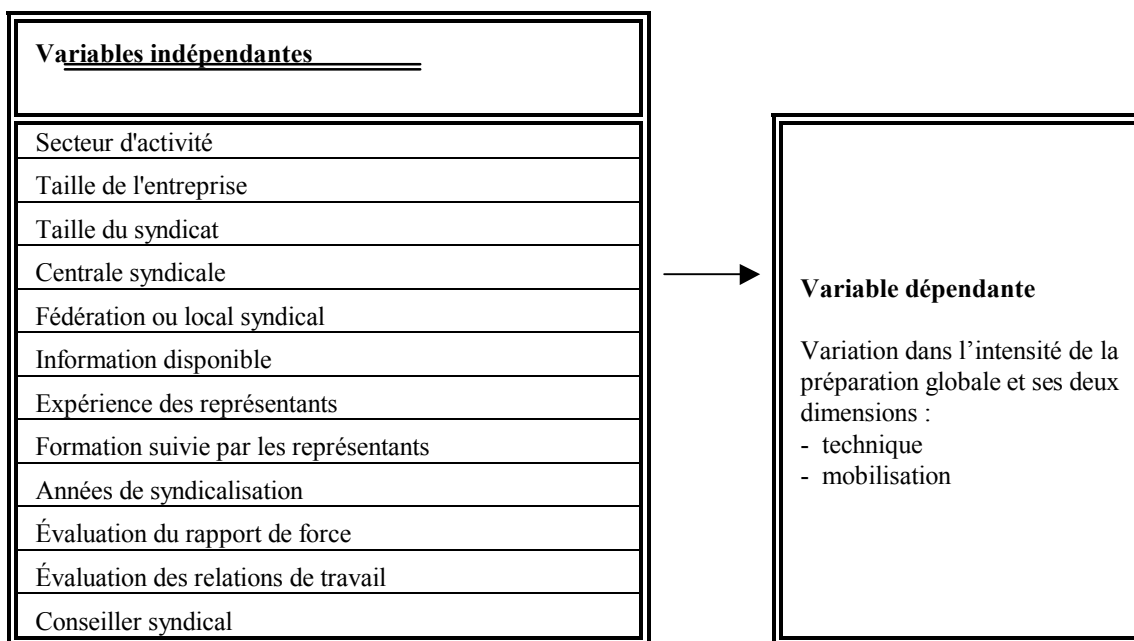 Variables indépendantes
Secteur d'activité
Taille de l'entreprise
Taille du syndicat
Centrale syndicale
Fédération ou local syndical
Information disponible
Expérience des représentants
Formation suivie par les représentants
Années de syndicalisation
Évaluation du rapport de force
Évaluation des relations de travail
Conseiller syndical
Variable dépendante
Variation dans l’intensité de la
préparation globale et ses deux
dimensions :
- technique
- mobilisation